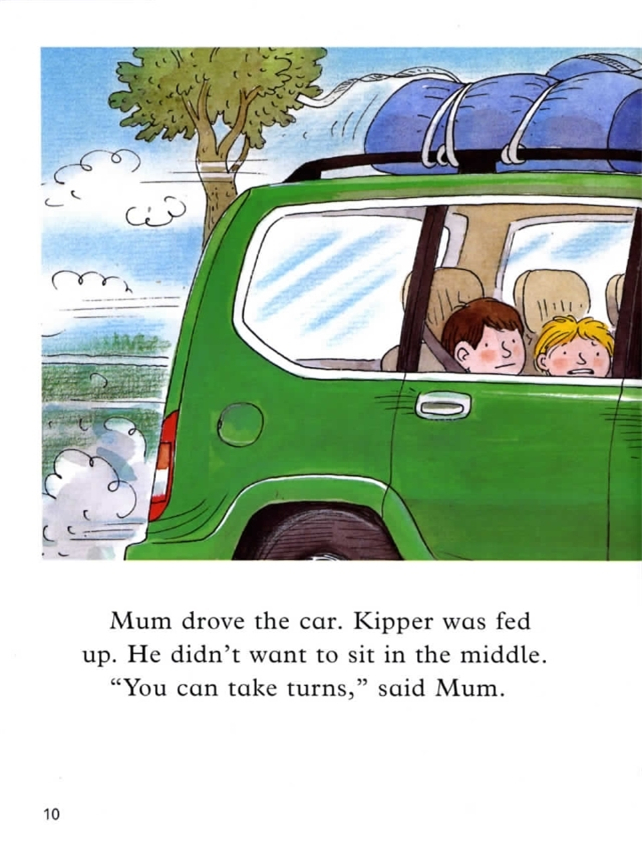 Mum drove the car. Kipper was fed
up. He didn’t want to sit in the middle.
“You can take turns,” said Mum.
10